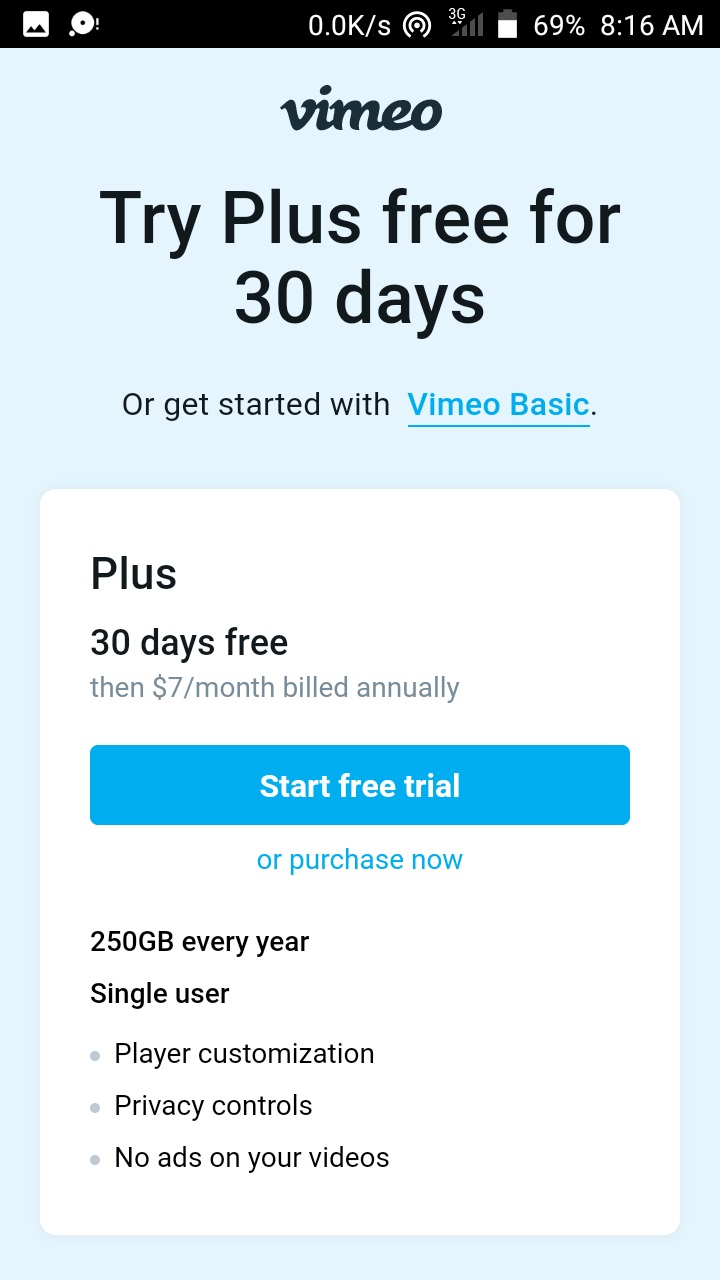 0.0K/s 3G 69% 8:16 AM
vimeo
Try Plus free for
30 days
Or get started with Vimeo Basic.
Plus
30 days free
then $7/month billed annually
Start free trial
or purchase now
250GB every year
Single user
Player customization
Privacy controls
No ads on your videos